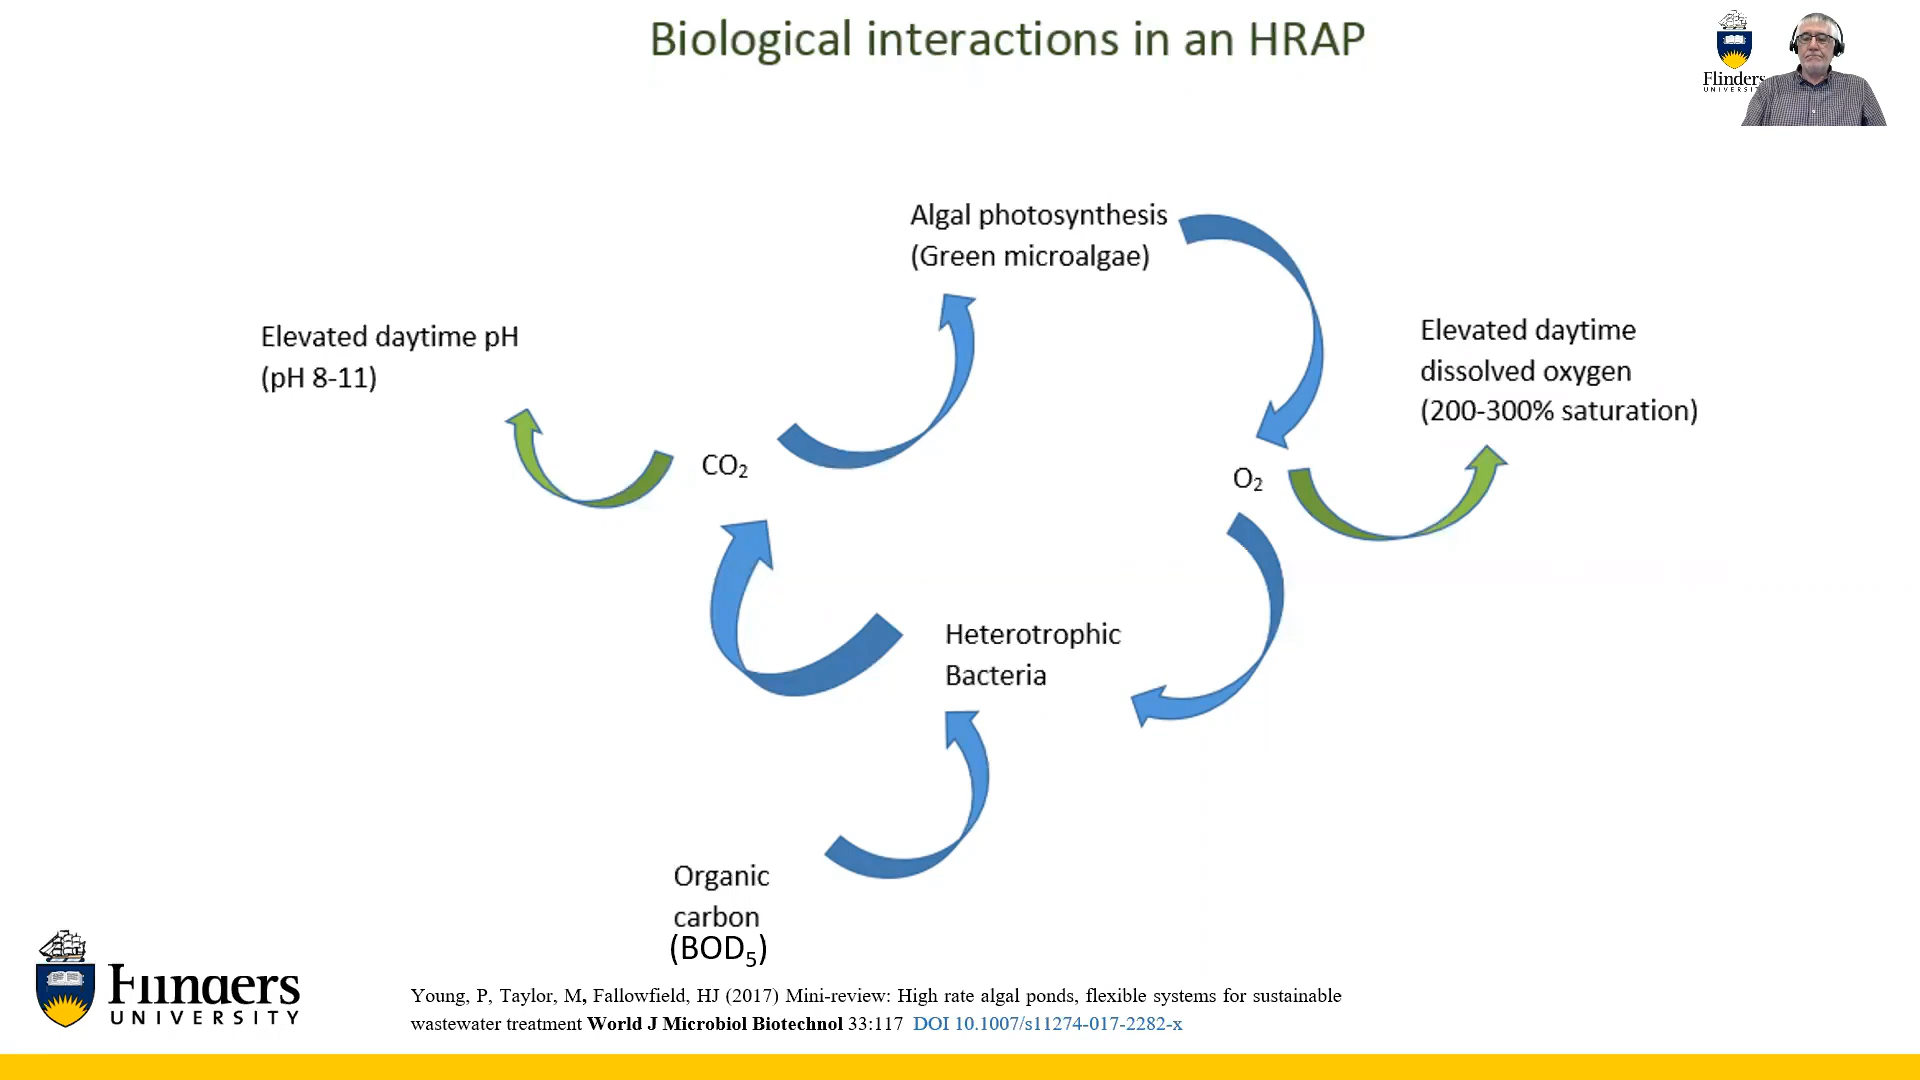 Biological interactions in an HRAP
Flinders
UNIVERSITY
Algal photosynthesis
(Green microalgae)
Elevated daytime pH
(pH 8-11)
Elevated daytime
dissolved oxygen
(200-300% saturation)
CO₂
O₂
Heterotrophic
Bacteria
Organic
carbon
(BOD₅)
Flinders
UNIVERSITY
Young, P, Taylor, M, Fallowfield, HJ (2017) Mini-review: High rate algal ponds, flexible systems for sustainable
wastewater treatment World J Microbiol Biotechnol 33:117 DOI 10.1007/s11274-017-2282-x